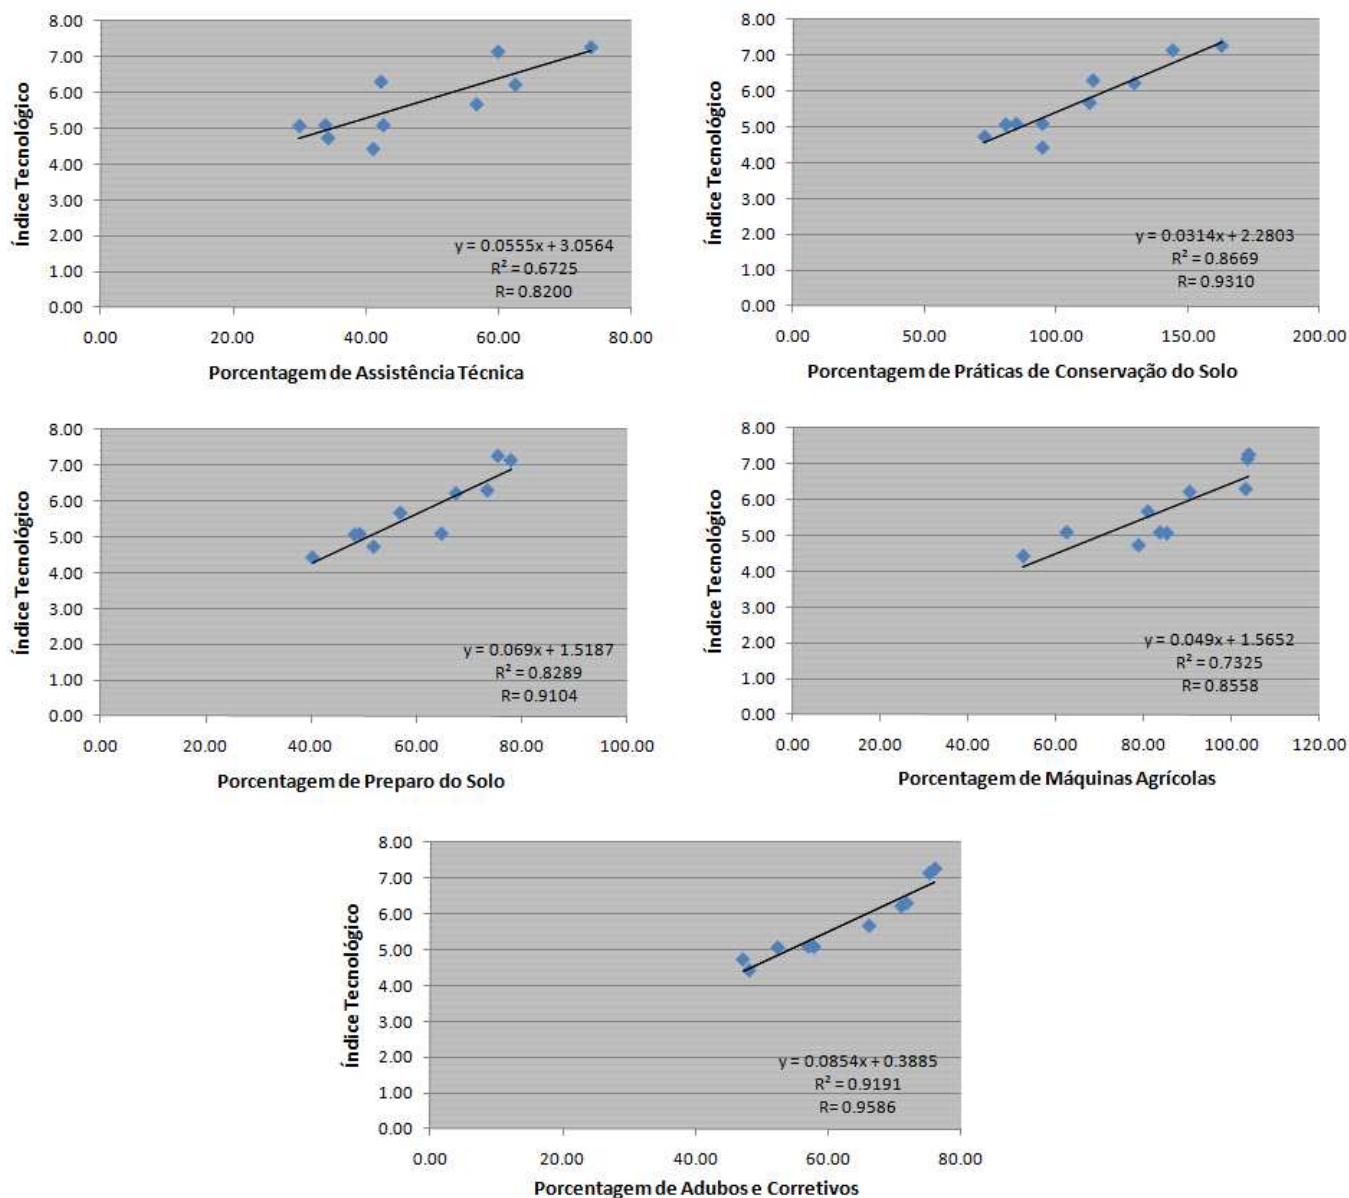 Índice Tecnológico
8.00
7.00
6.00
5.00
4.00
3.00
2.00
1.00
0.00
y = 0.0555x + 3.0564
R² = 0.6725
R= 0.8200
0.00 20.00 40.00 60.00 80.00
Porcentagem de Assistência Técnica
Índice Tecnológico
8.00
7.00
6.00
5.00
4.00
3.00
2.00
1.00
0.00
y = 0.0314x + 2.2803
R² = 0.8669
R= 0.9310
0.00 50.00 100.00 150.00 200.00
Porcentagem de Práticas de Conservação do Solo
Índice Tecnológico
8.00
7.00
6.00
5.00
4.00
3.00
2.00
1.00
0.00
y = 0.069x + 1.5187
R² = 0.8289
R= 0.9104
0.00 20.00 40.00 60.00 80.00 100.00
Porcentagem de Preparo do Solo
Índice Tecnológico
8.00
7.00
6.00
5.00
4.00
3.00
2.00
1.00
0.00
y = 0.049x + 1.5652
R² = 0.7325
R= 0.8558
0.00 20.00 40.00 60.00 80.00 100.00 120.00
Porcentagem de Máquinas Agrícolas
Índice Tecnológico
8.00
7.00
6.00
5.00
4.00
3.00
2.00
1.00
0.00
y = 0.0854x + 0.3885
R² = 0.9191
R= 0.9586
0.00 20.00 40.00 60.00 80.00
Porcentagem de Adubos e Corretivos